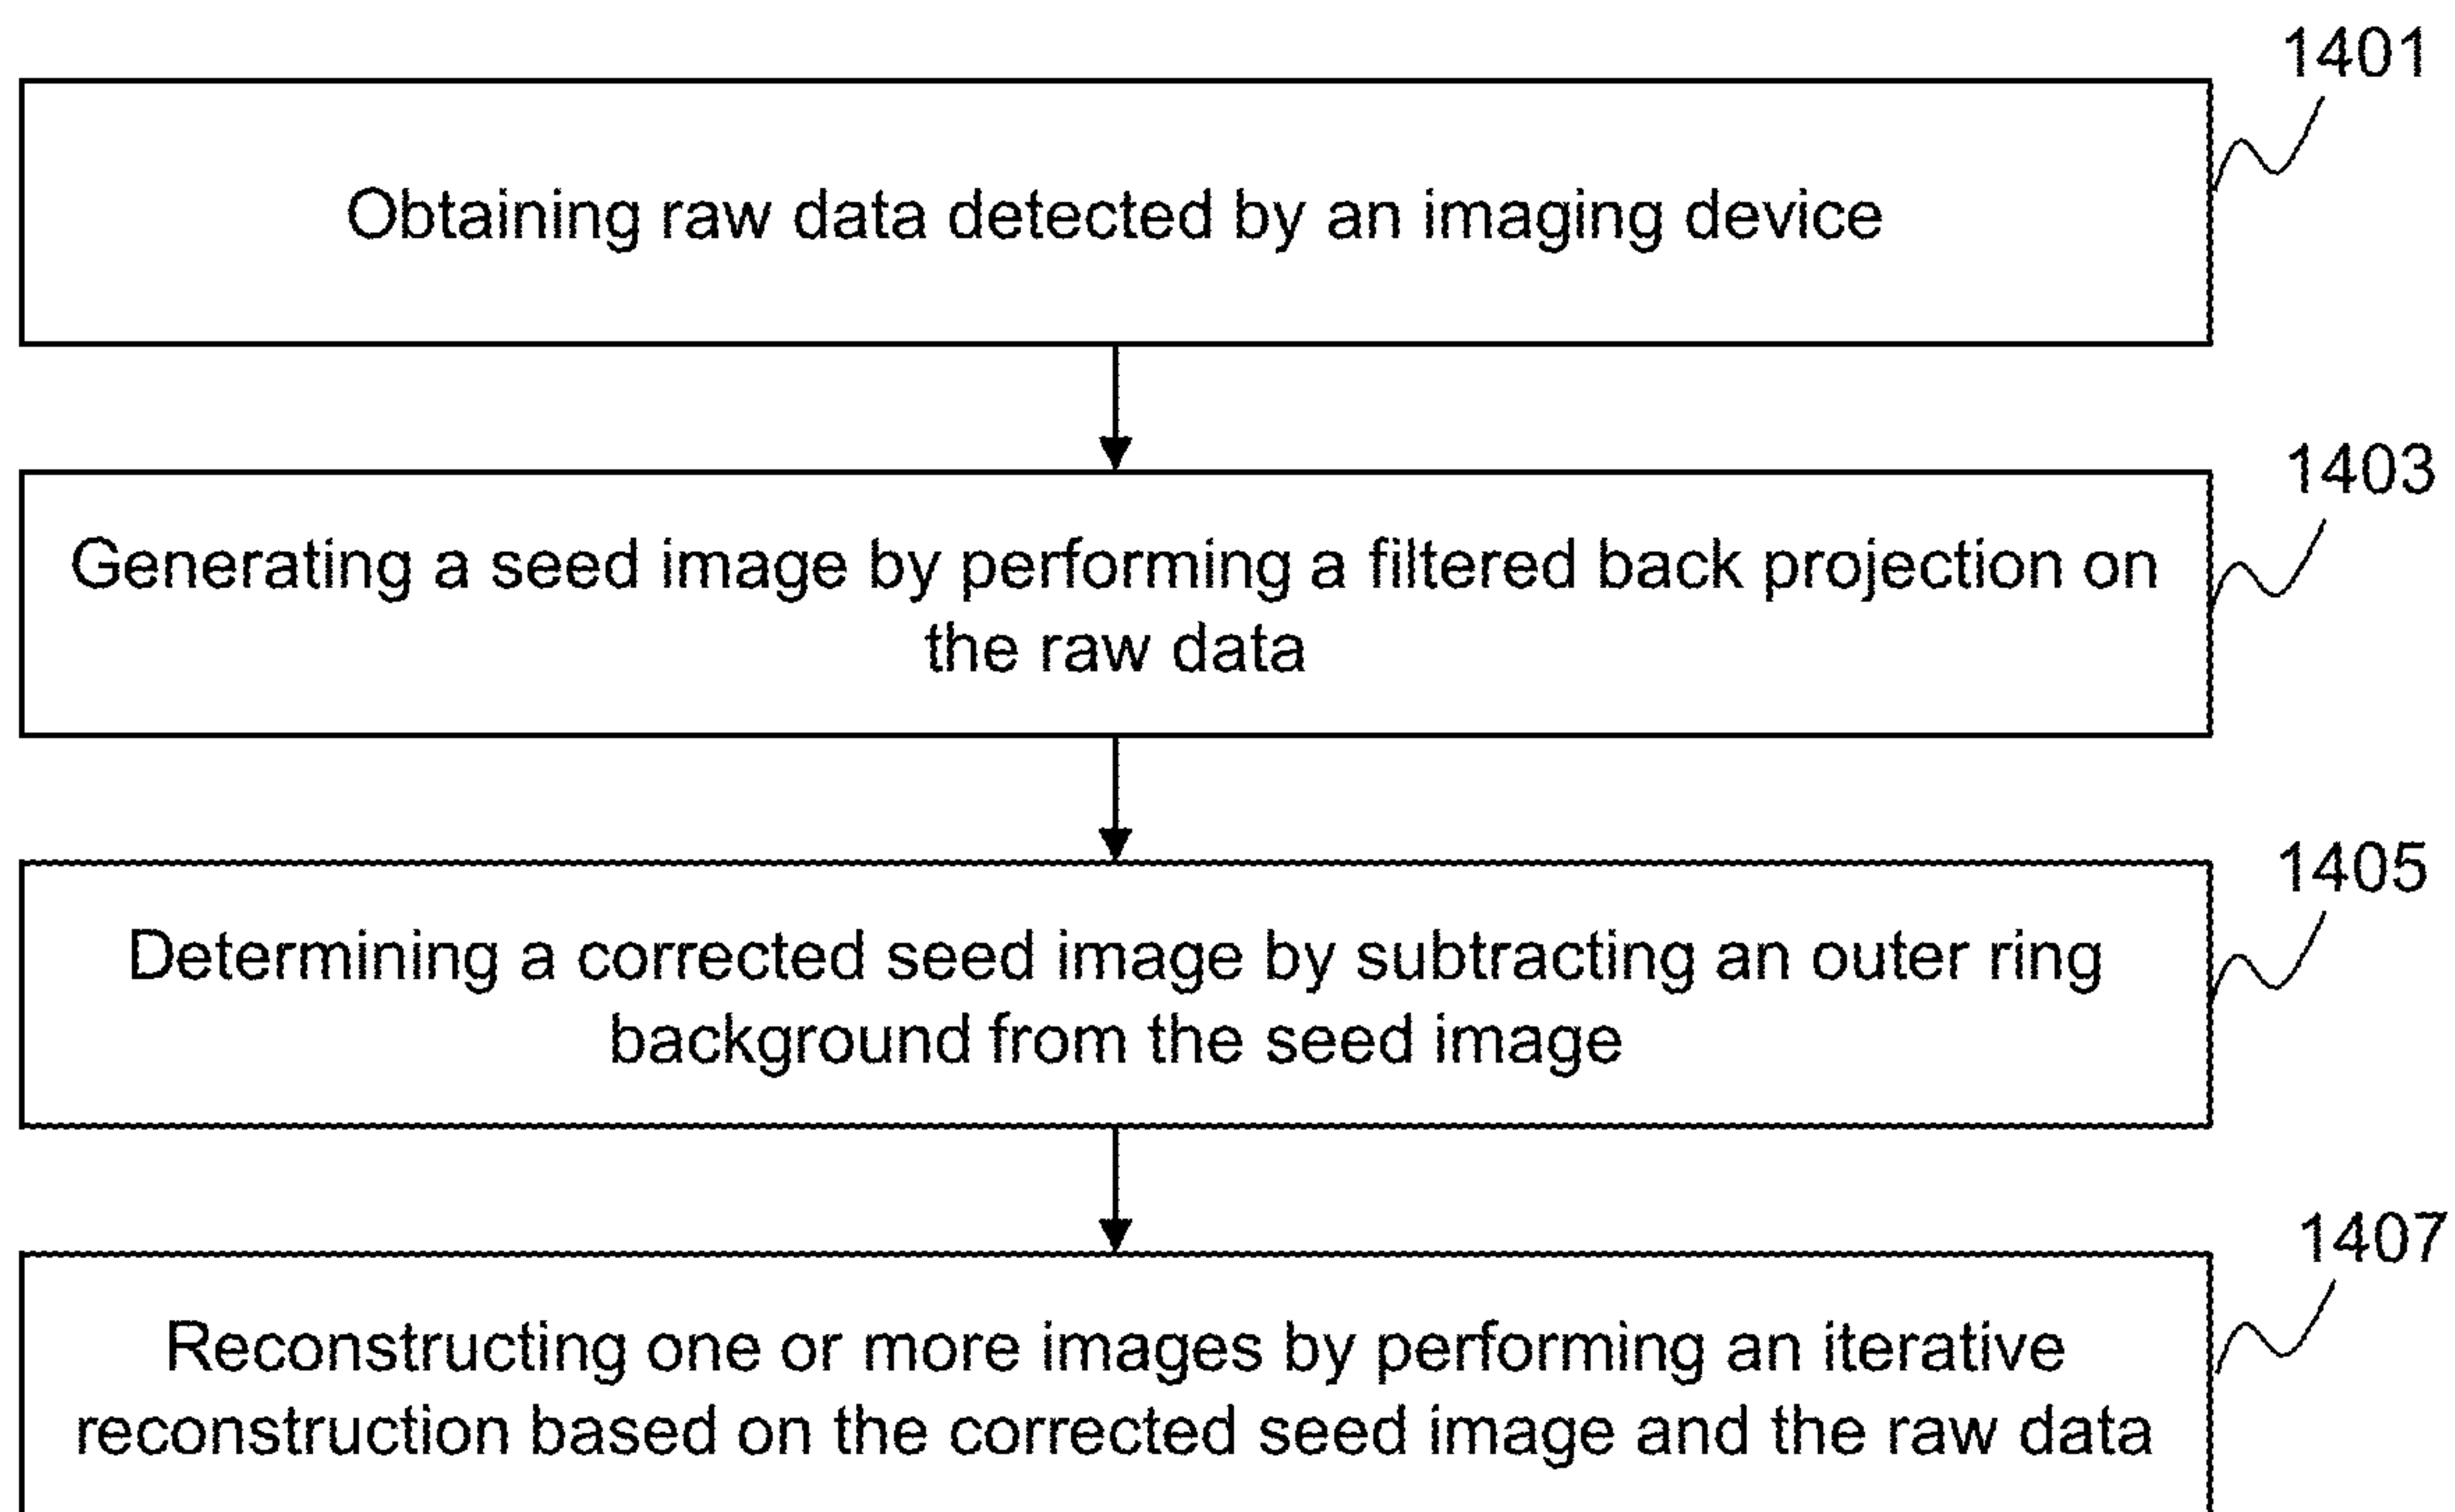 1401
Obtaining raw data detected by an imaging device
1403
Generating a seed image by performing a filtered back projection on
the raw data
1405
Determining a corrected seed image by subtracting an outer ring
background from the seed image
1407
Reconstructing one or more images by performing an iterative
reconstruction based on the corrected seed image and the raw data